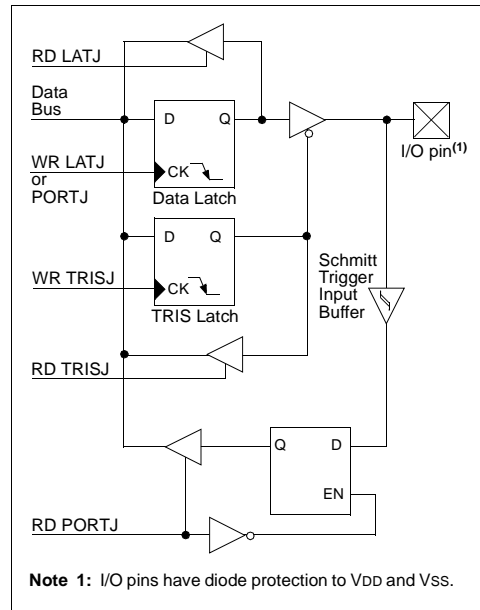 RD LATJ
Data
Bus
D Q
I/O pin(1)
WR LATJ
or
PORTJ
CK
Data Latch
D Q
WR TRISJ
CK
TRIS Latch
Schmitt
Trigger
Input
Buffer
RD TRISJ
Q D
EN
RD PORTJ
Note 1: I/O pins have diode protection to VDD and VSS.